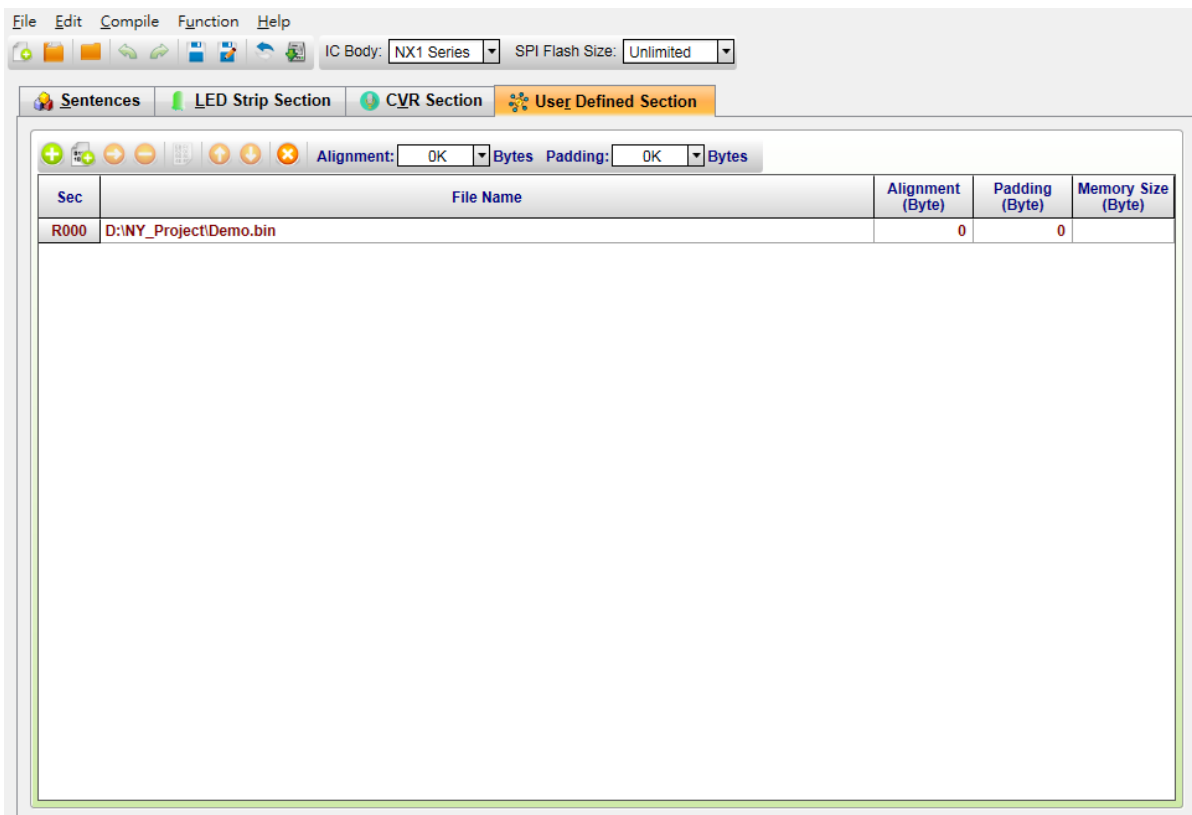 File Edit Compile Function Help
IC Body: NX1 Series SPI Flash Size: Unlimited
Sentences LED Strip Section CVR Section User Defined Section
Alignment: 0K Bytes Padding: 0K Bytes
Sec File Name Alignment (Byte) Padding (Byte) Memory Size (Byte)
R000 D:\NY_Project\Demo.bin 0 0